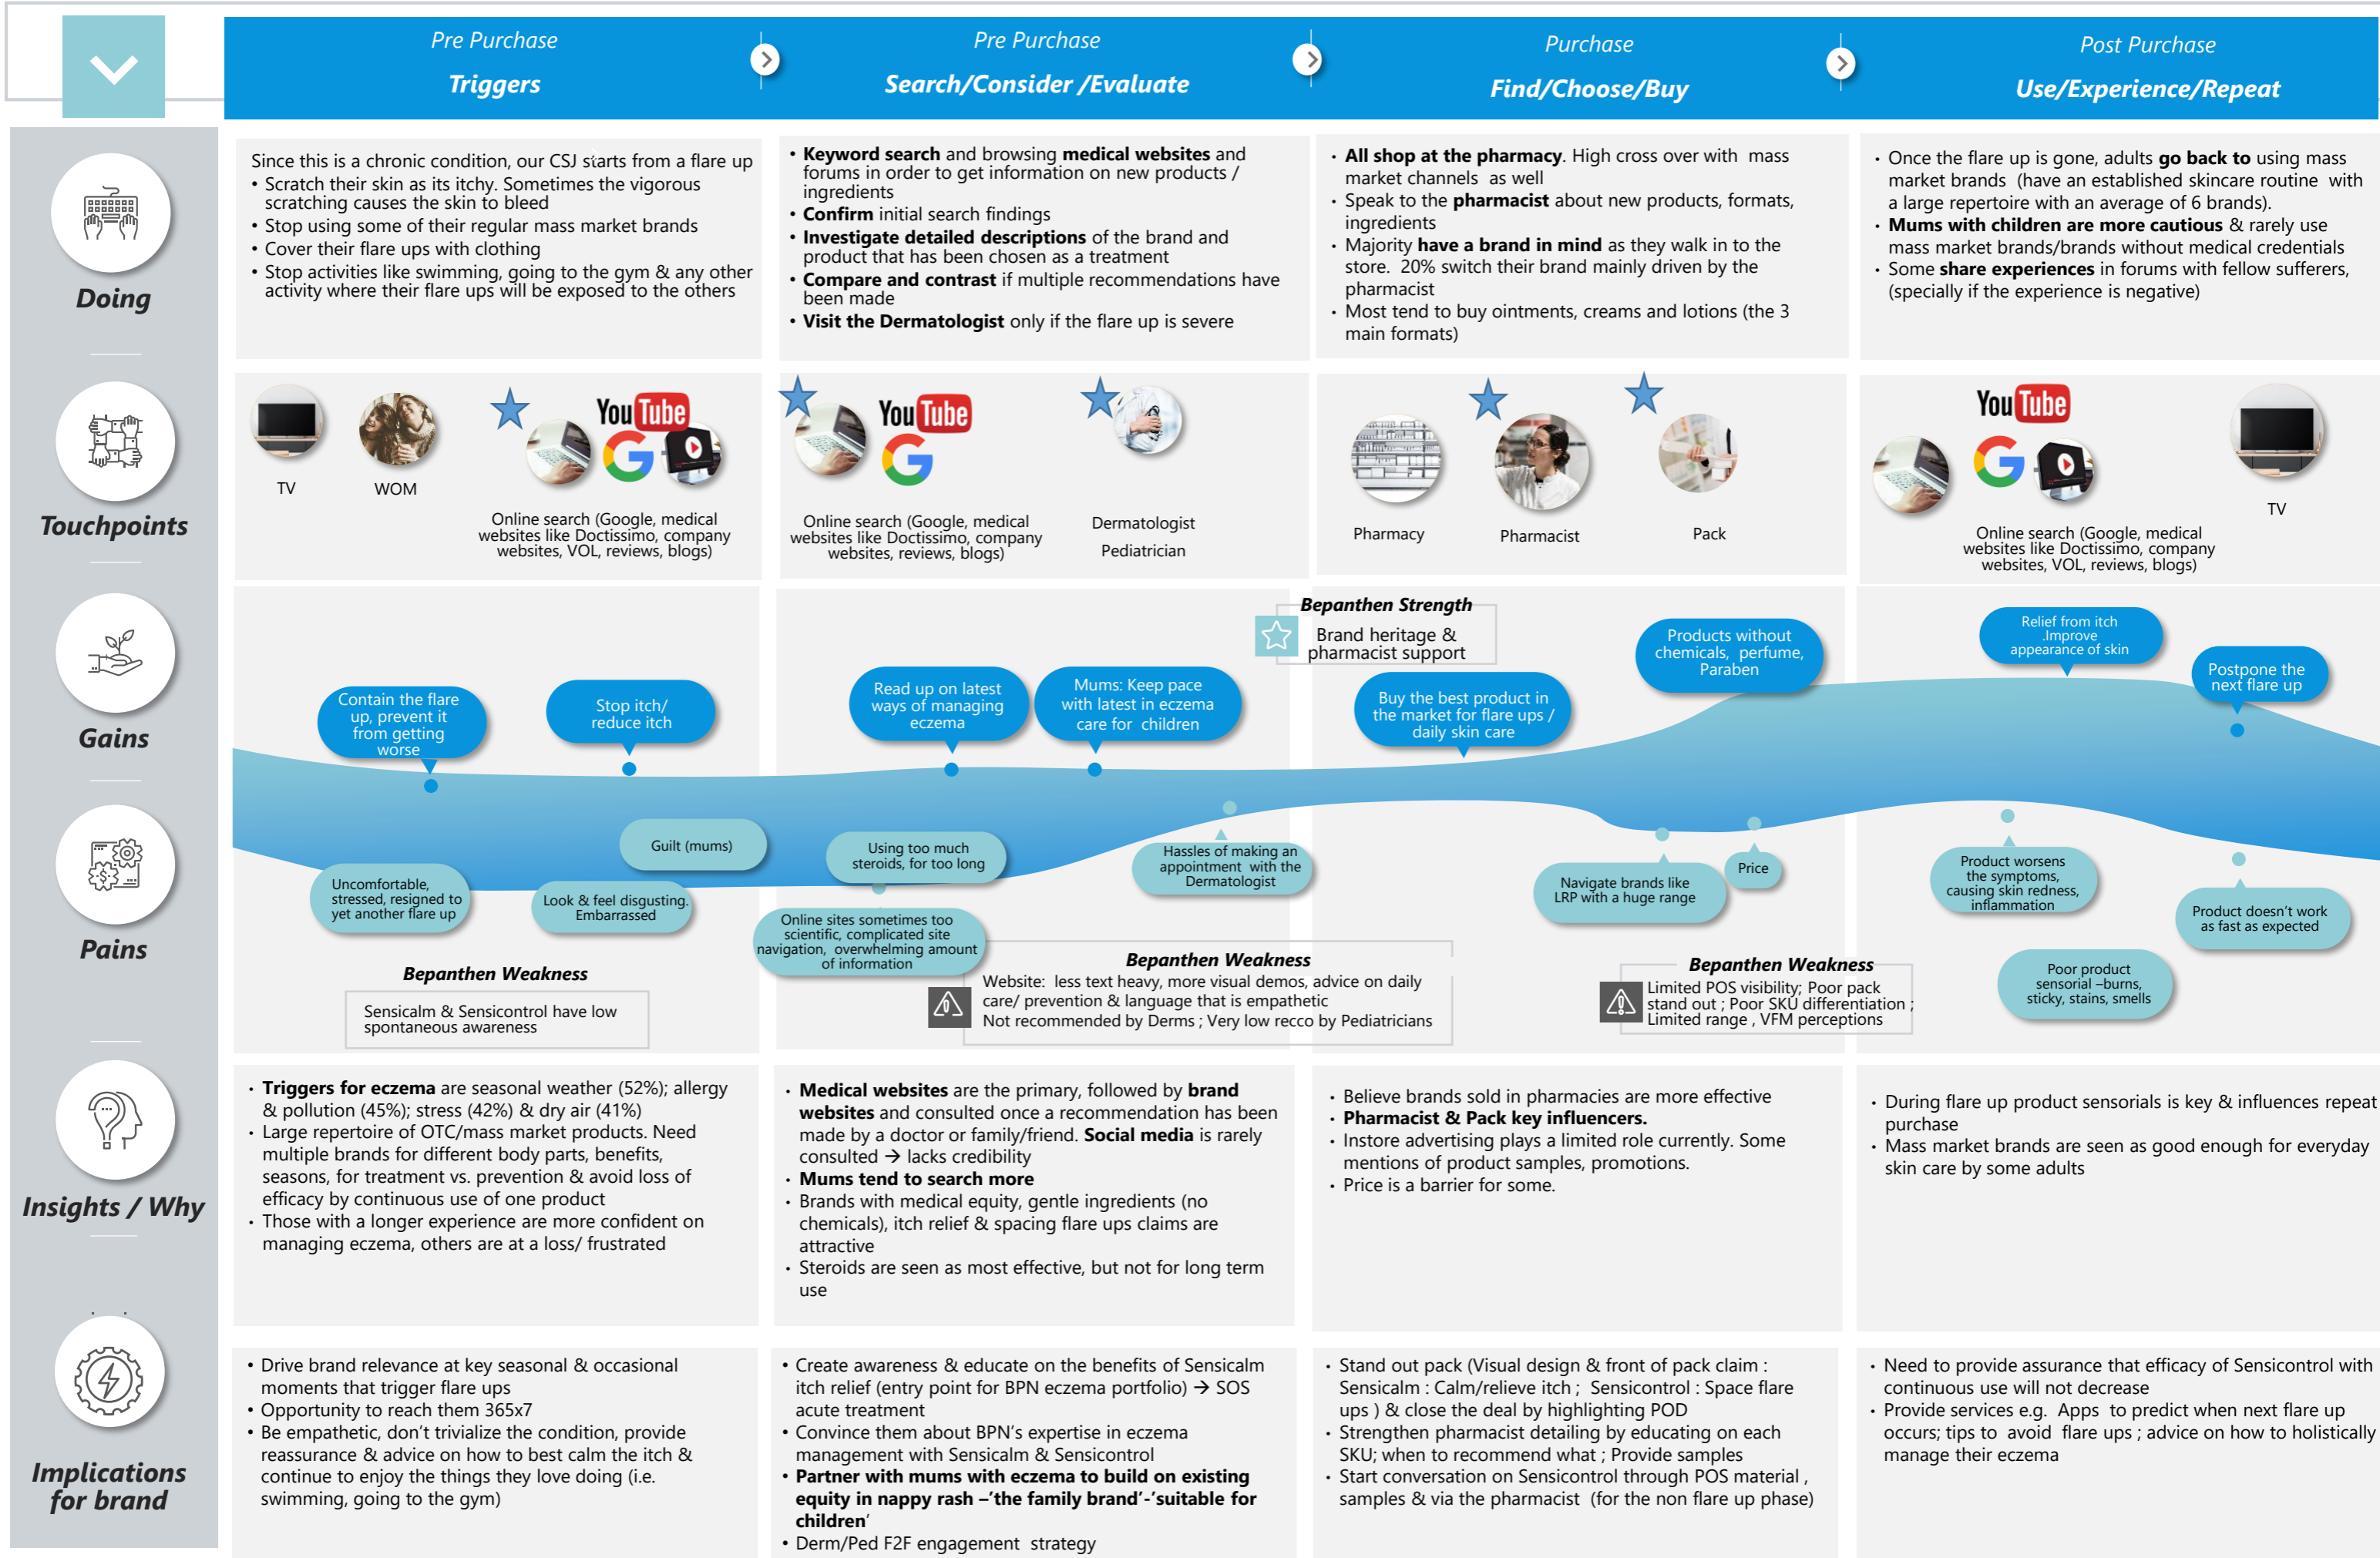 Pre Purchase
Triggers
Pre Purchase
Search/Consider /Evaluate
Purchase
Find/Choose/Buy
Post Purchase
Use/Experience/Repeat
Doing
Since this is a chronic condition, our CSJ starts from a flare up
• Scratch their skin as its itchy. Sometimes the vigorous
scratching causes the skin to bleed
• Stop using some of their regular mass market brands
• Cover their flare ups with clothing
• Stop activities like swimming, going to the gym & any other
activity where their flare ups will be exposed to the others
• Keyword search and browsing medical websites and
forums in order to get information on new products /
ingredients
• Confirm initial search findings
• Investigate detailed descriptions of the brand and
product that has been chosen as a treatment
• Compare and contrast if multiple recommendations have
been made
• Visit the Dermatologist only if the flare up is severe
• All shop at the pharmacy. High cross over with mass
market channels as well
• Speak to the pharmacist about new products, formats,
ingredients
• Majority have a brand in mind as they walk in to the
store. 20% switch their brand mainly driven by the
pharmacist
• Most tend to buy ointments, creams and lotions (the 3
main formats)
• Once the flare up is gone, adults go back to using mass
market brands (have an established skincare routine with
a large repertoire with an average of 6 brands).
• Mums with children are more cautious & rarely use
mass market brands/brands without medical credentials
• Some share experiences in forums with fellow sufferers,
(specially if the experience is negative)
Touchpoints
TV
WOM
YouTube
G
Online search (Google, medical
websites like Doctissimo, company
websites, VOL, reviews, blogs)
YouTube
G
Online search (Google, medical
websites like Doctissimo, company
websites, reviews, blogs)
Dermatologist
Pediatrician
Pharmacy
Pharmacist
Pack
YouTube
G
Online search (Google, medical
websites like Doctissimo, company
websites, VOL, reviews, blogs)
TV
Gains
Contain the flare
up, prevent it
from getting
worse
Stop itch/
reduce itch
Read up on latest
ways of managing
eczema
Mums: Keep pace
with latest in eczema
care for children
Bepanthen Strength
Brand heritage &
pharmacist support
Buy the best product in
the market for flare ups /
daily skin care
Products without
chemicals, perfume,
Paraben
Relief from itch
.Improve
appearance of skin
Postpone the
next flare up
Pains
Uncomfortable,
stressed, resigned to
yet another flare up
Guilt (mums)
Look & feel disgusting.
Embarrassed
Using too much
steroids, for too long
Online sites sometimes too
scientific, complicated site
navigation, overwhelming amount
of information
Hassles of making an
appointment with the
Dermatologist
Navigate brands like
LRP with a huge range
Price
Product worsens
the symptoms,
causing skin redness,
inflammation
Product doesn't work
as fast as expected
Poor product
sensorial –burns,
sticky, stains, smells
Bepanthen Weakness
Sensicalm & Sensicontrol have low
spontaneous awareness
Bepanthen Weakness
Website: less text heavy, more visual demos, advice on daily
care/ prevention & language that is empathetic
Not recommended by Derms ; Very low recco by Pediatricians
Bepanthen Weakness
Limited POS visibility; Poor pack
stand out ; Poor SKU differentiation ;
Limited range , VFM perceptions
Insights / Why
• Triggers for eczema are seasonal weather (52%); allergy
& pollution (45%); stress (42%) & dry air (41%)
• Large repertoire of OTC/mass market products. Need
multiple brands for different body parts, benefits,
seasons, for treatment vs. prevention & avoid loss of
efficacy by continuous use of one product
• Those with a longer experience are more confident on
managing eczema, others are at a loss/ frustrated
• Medical websites are the primary, followed by brand
websites and consulted once a recommendation has been
made by a doctor or family/friend. Social media is rarely
consulted → lacks credibility
• Mums tend to search more
• Brands with medical equity, gentle ingredients (no
chemicals), itch relief & spacing flare ups claims are
attractive
• Steroids are seen as most effective, but not for long term
use
• Believe brands sold in pharmacies are more effective
• Pharmacist & Pack key influencers.
• Instore advertising plays a limited role currently. Some
mentions of product samples, promotions.
• Price is a barrier for some.
• During flare up product sensorials is key & influences repeat
purchase
• Mass market brands are seen as good enough for everyday
skin care by some adults
Implications
for brand
• Drive brand relevance at key seasonal & occasional
moments that trigger flare ups
• Opportunity to reach them 365x7
• Be empathetic, don't trivialize the condition, provide
reassurance & advice on how to best calm the itch &
continue to enjoy the things they love doing (i.e.
swimming, going to the gym)
• Create awareness & educate on the benefits of Sensicalm
itch relief (entry point for BPN eczema portfolio) → SOS
acute treatment
• Convince them about BPN's expertise in eczema
management with Sensicalm & Sensicontrol
• Partner with mums with eczema to build on existing
equity in nappy rash –'the family brand'-'suitable for
children'
• Derm/Ped F2F engagement strategy
• Stand out pack (Visual design & front of pack claim :
Sensicalm : Calm/relieve itch ; Sensicontrol : Space flare
ups ) & close the deal by highlighting POD
• Strengthen pharmacist detailing by educating on each
SKU; when to recommend what ; Provide samples
• Start conversation on Sensicontrol through POS material ,
samples & via the pharmacist (for the non flare up phase)
• Need to provide assurance that efficacy of Sensicontrol with
continuous use will not decrease
• Provide services e.g. Apps to predict when next flare up
occurs; tips to avoid flare ups ; advice on how to holistically
manage their eczema